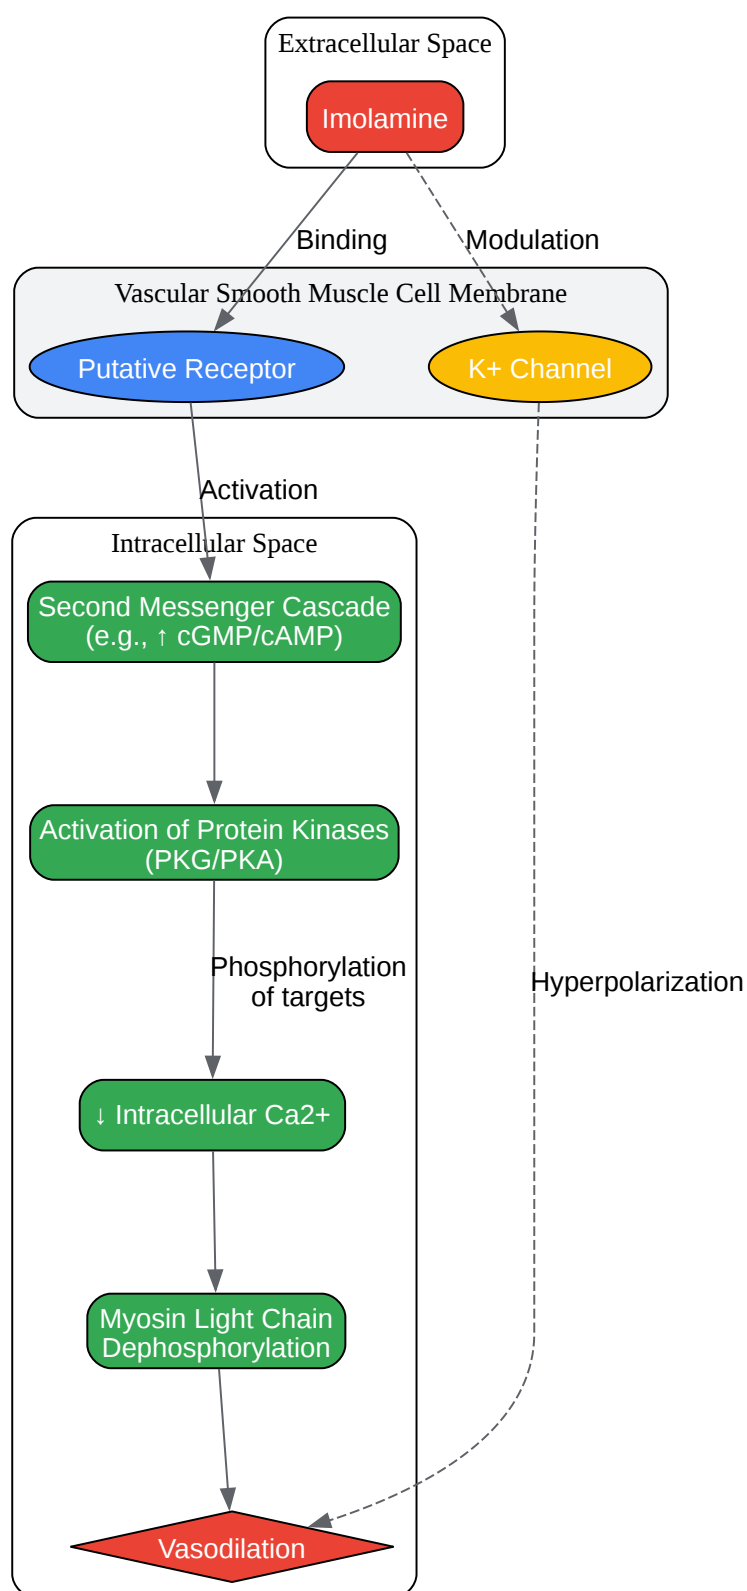 Extracellular Space
Imolamine
Binding
Modulation
Vascular Smooth Muscle Cell Membrane
Putative Receptor
K+ Channel
Activation
Intracellular Space
Second Messenger Cascade
(e.g., ↑ cGMP/cAMP)
Activation of Protein Kinases
(PKG/PKA)
Phosphorylation
of targets
Hyperpolarization
↓ Intracellular Ca2+
Myosin Light Chain
Dephosphorylation
Vasodilation